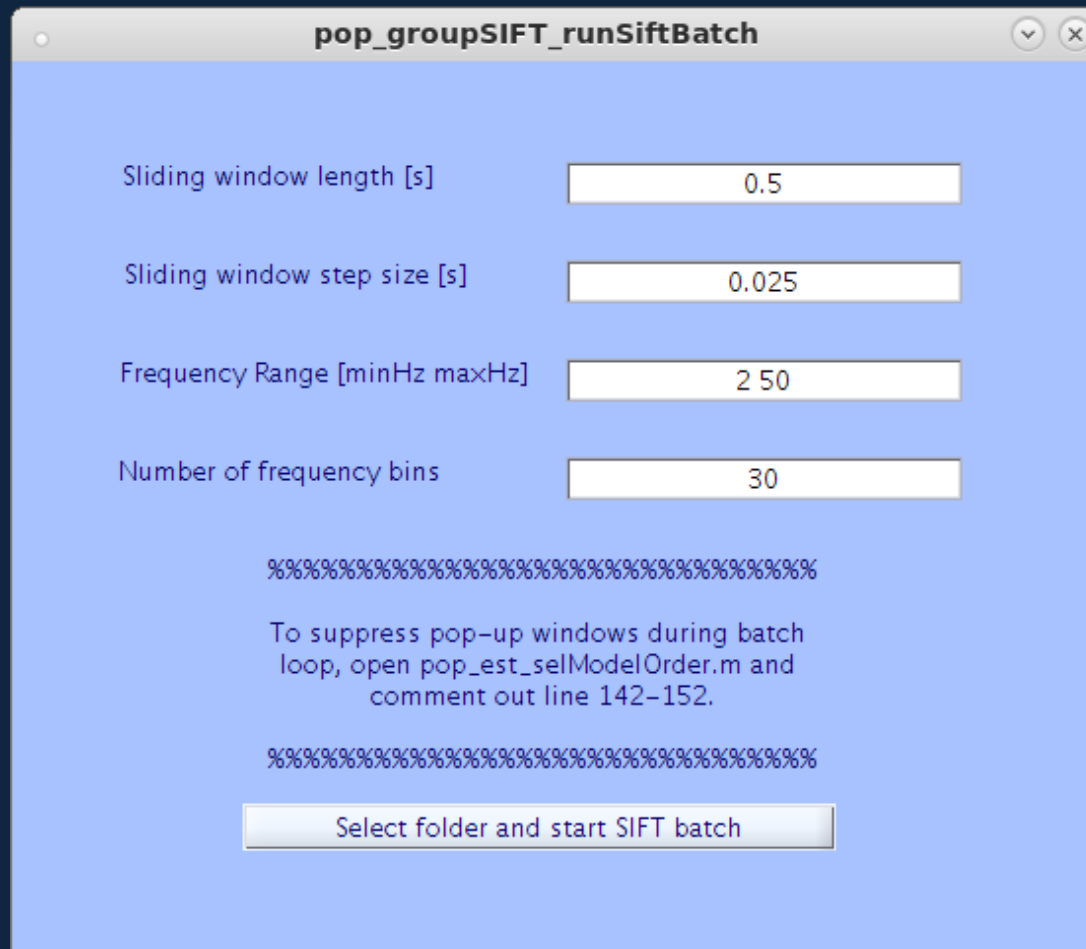 pop_groupSIFT_runSiftBatch
Sliding window length [s]
0.5
Sliding window step size [s]
0.025
Frequency Range [minHz maxHz]
2 50
Number of frequency bins
30
%%%%%%%%%%%%%%%%%%%%%%%%%%%%%%%
To suppress pop-up windows during batch
loop, open pop_est_selModelOrder.m and
comment out line 142-152.
%%%%%%%%%%%%%%%%%%%%%%%%%%%%%%%
Select folder and start SIFT batch